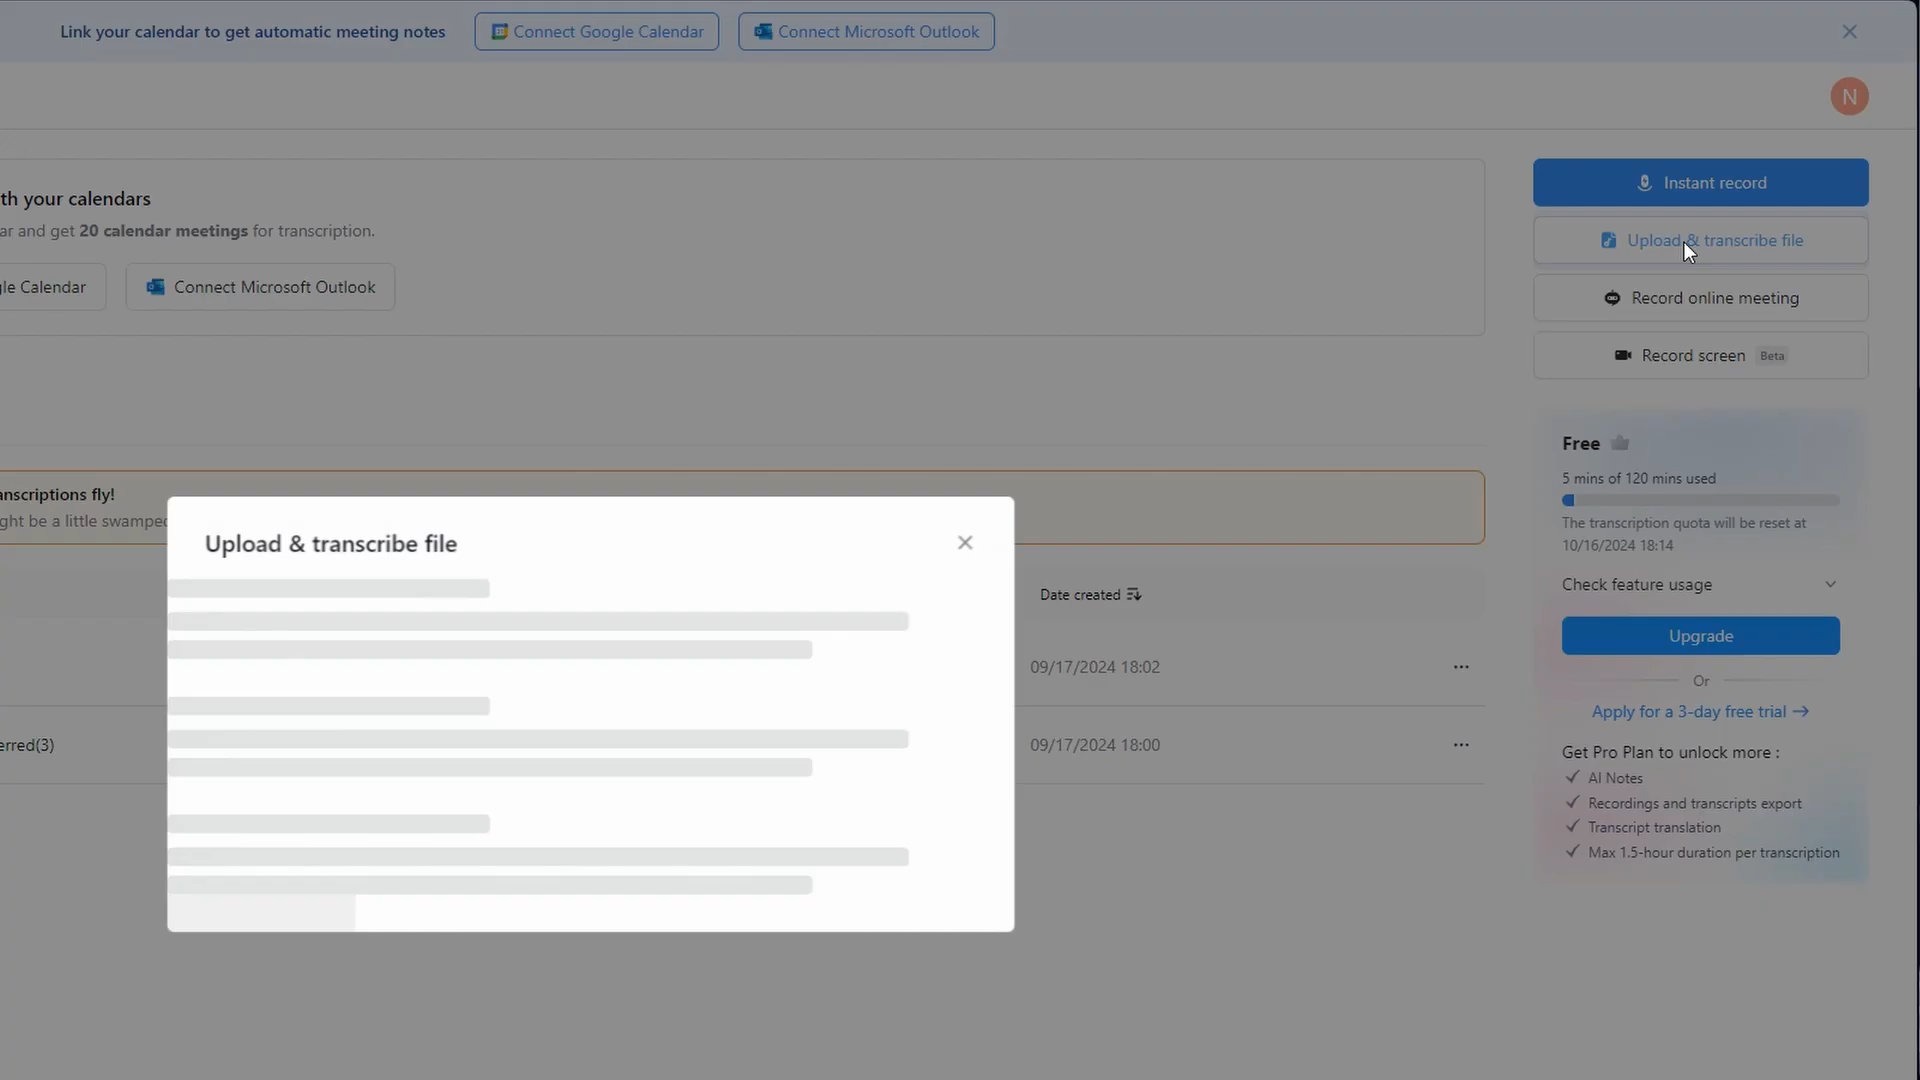 Link your calendar to get automatic meeting notes
Connect Google Calendar
Connect Microsoft Outlook
N
th your calendars
ar and get 20 calendar meetings for transcription.
le Calendar
Connect Microsoft Outlook
Instant record
Upload & transcribe file
Record online meeting
Record screen Beta
Free
5 mins of 120 mins used
The transcription quota will be reset at
10/16/2024 18:14
Check feature usage
Upgrade
Or
Apply for a 3-day free trial →
Get Pro Plan to unlock more :
AI Notes
Recordings and transcripts export
Transcript translation
Max 1.5-hour duration per transcription
anscriptions fly!
ght be a little swamped
Upload & transcribe file
Date created
09/17/2024 18:02
erred(3)
09/17/2024 18:00